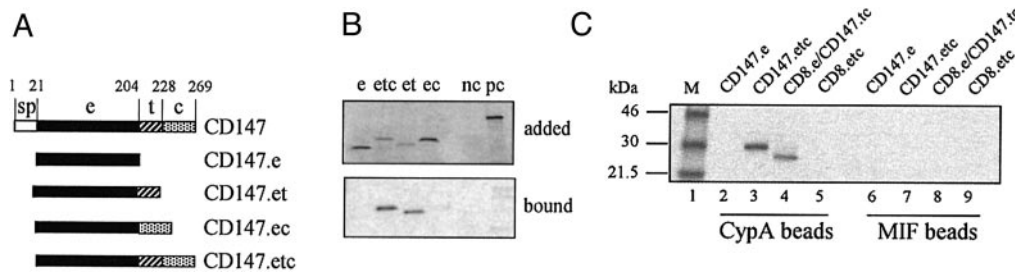 A
1 21 204 228 269
sp e t c
CD147
CD147.e
CD147.et
CD147.ec
CD147.etc
B
e etc et ec nc pc
added
bound
C
CD147.e CD147.etc CD8.e/CD147.tc CD8.etc CD147.e CD147.etc CD8.e/CD147.tc CD8.etc
kDa M
46
30
21.5
1 2 3 4 5 6 7 8 9
CypA beads MIF beads